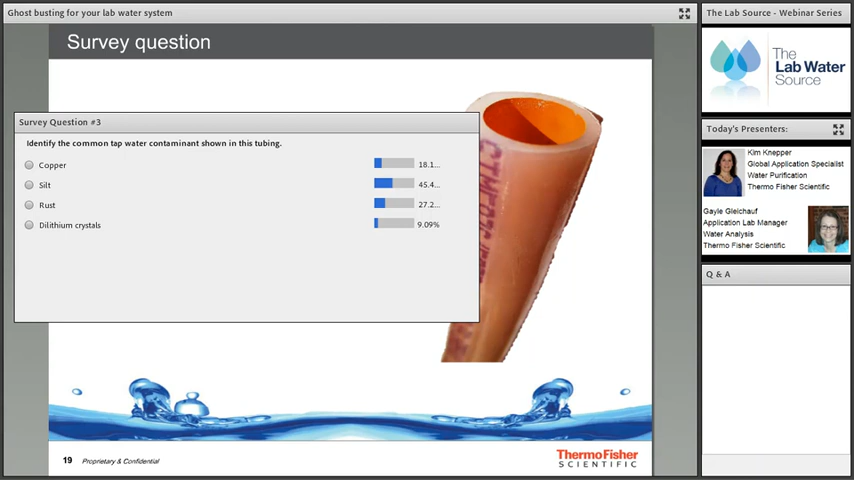 Ghost busting for your lab water system
Survey question
Survey Question #3
Identify the common tap water contaminant shown in this tubing.
Copper 18.1...
Silt 45.4...
Rust 27.2...
Dilithium crystals 9.09%
19 Proprietary & Confidential
ThermoFisher
SCIENTIFIC
The Lab Source - Webinar Series
The
Lab Water
Source
Today's Presenters:
Kim Knepper
Global Application Specialist
Water Purification
Thermo Fisher Scientific
Gayle Gleichauf
Application Lab Manager
Water Analysis
Thermo Fisher Scientific
Q & A